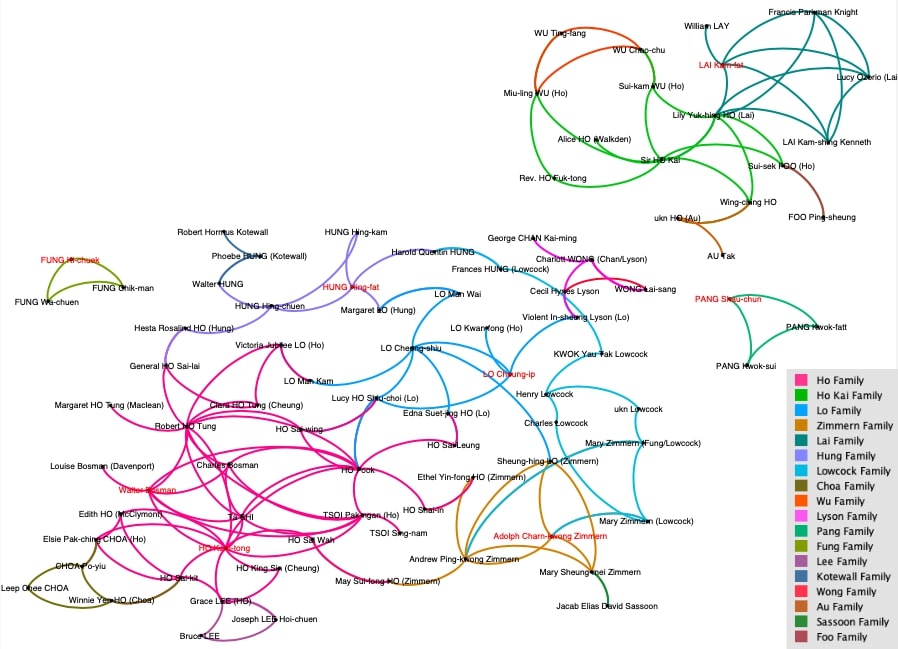 Francis Parkman Knight
William LAY
WU Ting-fang
WU Chao-chu
LAI Kam-fat
Lucy Ozorio (Lai
Sui-kam WU (Ho)
Miu-ling WU (Ho)
Lily Yuk-hing HO (Lai)
Alice HO (Walkden)
LAI Kam-shing Kenneth
Sir HO Kai
Sui-sek FOO (Ho)
Rev. HO Fuk-tong
Wing-ching HO
ukn HO (Au)
FOO Ping-sheung
Robert Hormus Kotewall
HUNG Hing-kam
George CHAN Kai-ming
Harold Quentin HUNG
AU Tak
Phoebe HUNG (Kotewall)
FUNG Ki-cheuk
Charlott WONG (Chan/Lyson)
Frances HUNG (Lowcock)
Walter HUNG
HUNG Hing-fat
FUNG Chik-man
Cecil Hynes Lyson
WONG Lai-sang
LO Man Wai
FUNG Wa-chuen
PANG Shau-chun
HUNG Hing-chuen
Margaret LO (Hung)
Violent In-sheung Lyson (Lo)
Hesta Rosalind HO (Hung)
LO Kwan-fong (Ho)
PANG Kwok-fatt
Victoria Jubilee LO (Ho)
LO Cheung-shiu
KWOK Yau Tak Lowcock
General HO Sai-lai
PANG Kwok-sui
LO Cheung-ip
LO Man Kam
Henry Lowcock
Lucy HO Shiu-choi (Lo)
Margaret HO Tung (Maclean)
Clara HO Tung (Cheung)
ukn Lowcock
Edna Suet-jing HO (Lo)
Robert HO Tung
HO Sai-wing
Charles Lowcock
HO Sai-Leung
Mary Zimmern (Fung/Lowcock)
Louise Bosman (Davenport)
Charles Bosman
HO Fook
Sheung-hing HO (Zimmern)
Ethel Yin-fong HO (Zimmern)
Walter Bosman
Edith HO (McClymont)
Ta SHI
TSOI Pak-ngan (Ho)
HO Shai-in
Mary Zimmern (Lowcock)
TSOI Sing-nam
Elsie Pak-ching CHOA (Ho)
HO Sai Wah
Adolph Charn-kwong Zimmern
HO Kom-tong
CHOA Po-yiu
HO King Sin (Cheung)
Andrew Ping-kwong Zimmern
HO Sai-kit
Mary Sheung-mei Zimmern
May Sui-fong HO (Zimmern)
Leep Chee CHOA
Winnie Yen HO (Choa)
Grace LEE (HO)
Jacab Elias David Sassoon
Joseph LEE Hoi-chuen
Bruce LEE
Ho Family
Ho Kai Family
Lo Family
Zimmern Family
Lai Family
Hung Family
Lowcock Family
Choa Family
Wu Family
Lyson Family
Pang Family
Fung Family
Lee Family
Kotewall Family
Wong Family
Au Family
Sassoon Family
Foo Family